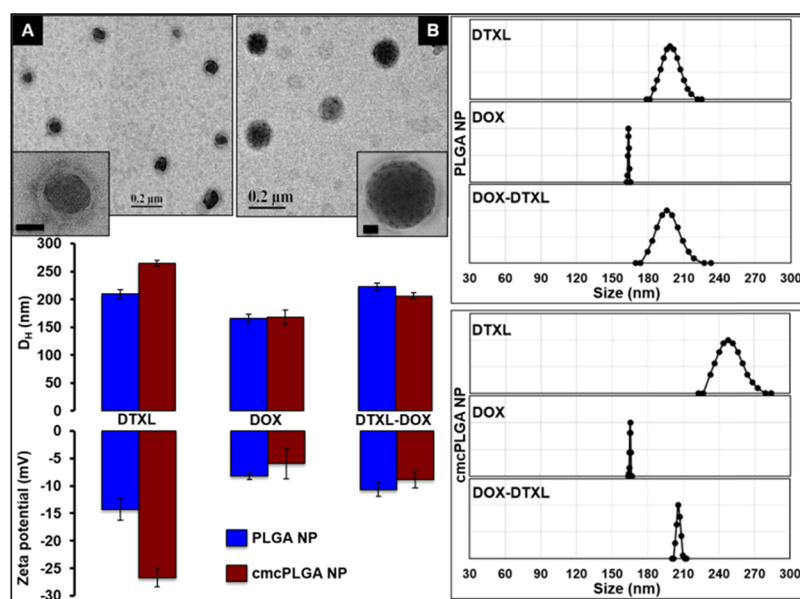 A
B
0.2 µm
0.2 µm
300
250
200
150
100
50
0
D_H (nm)
DTXL
DOX
DTXL-DOX
0
-5
-10
-15
-20
-25
-30
Zeta potential (mV)
PLGA NP
cmcPLGA NP
PLGA NP
DTXL
DOX
DOX-DTXL
30 60 90 120 150 180 210 240 270 300
Size (nm)
cmcPLGA NP
DTXL
DOX
DOX-DTXL
30 60 90 120 150 180 210 240 270 300
Size (nm)